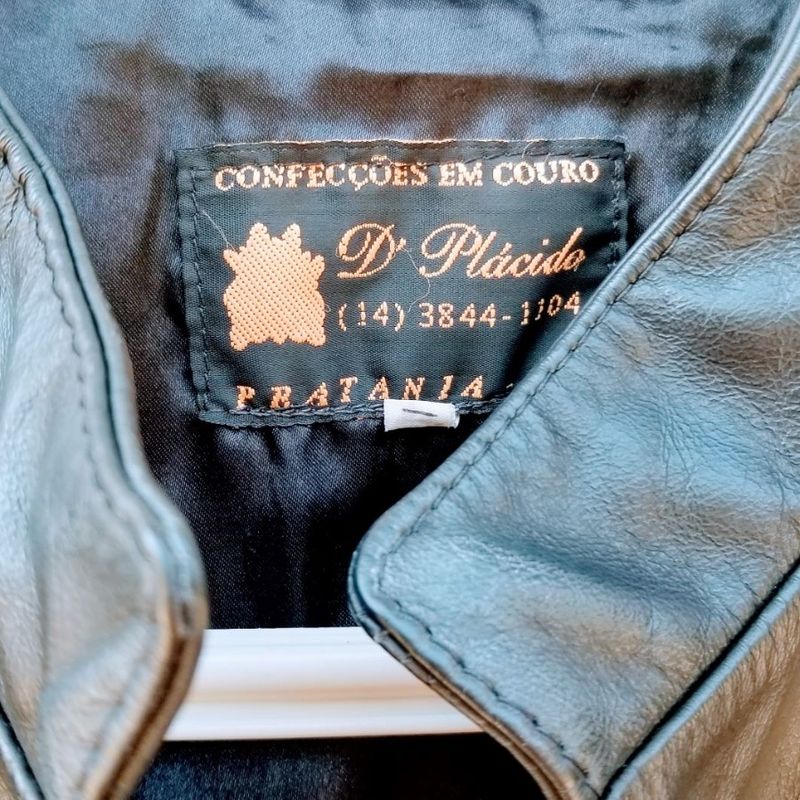 CONFECÇÕES EM COURO
D' Plácido
(14) 3844-1104
PRATANIA